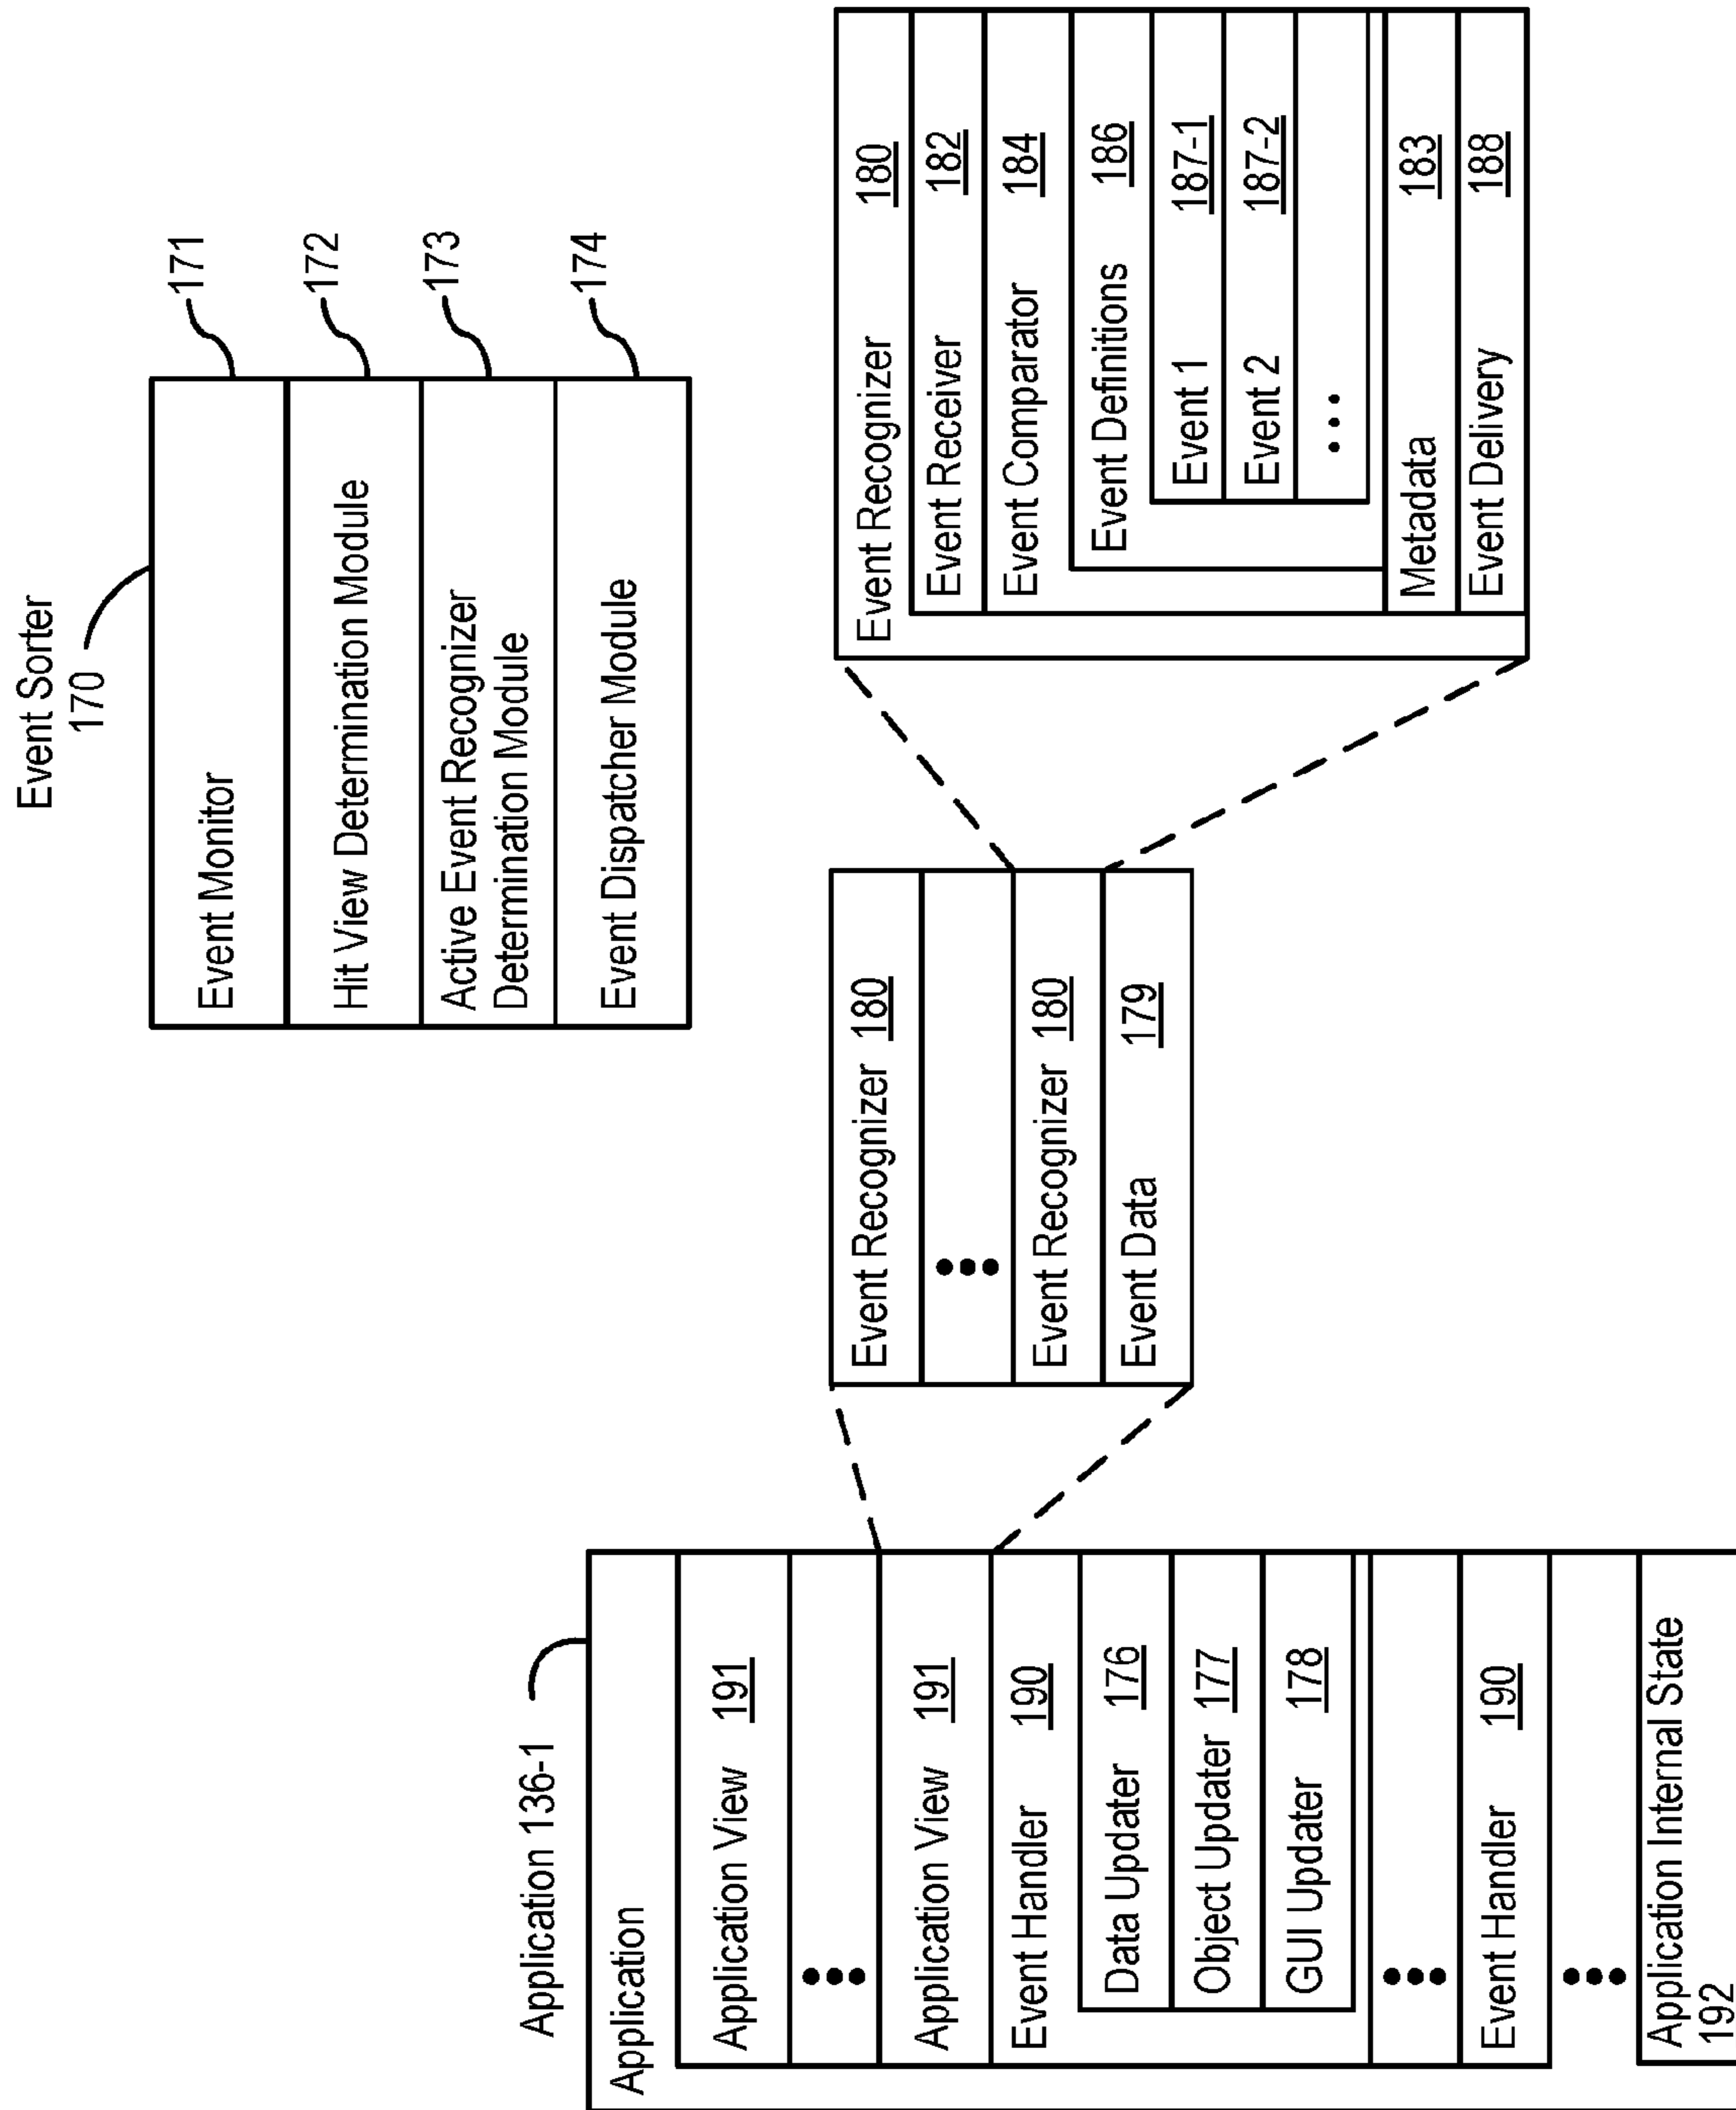 Event Sorter
170
Event Monitor
171
Hit View Determination Module
172
Active Event Recognizer
Determination Module
173
Event Dispatcher Module
174
Application 136-1
Application
Application View 191
•••
Application View 191
Event Handler 190
Data Updater 176
Object Updater 177
GUI Updater 178
•••
Event Handler 190
•••
Application Internal State
192
Event Recognizer 180
•••
Event Recognizer 180
Event Data 179
Event Recognizer 180
Event Receiver 182
Event Comparator 184
Event Definitions 186
Event 1 187-1
Event 2 187-2
•••
Metadata 183
Event Delivery 188